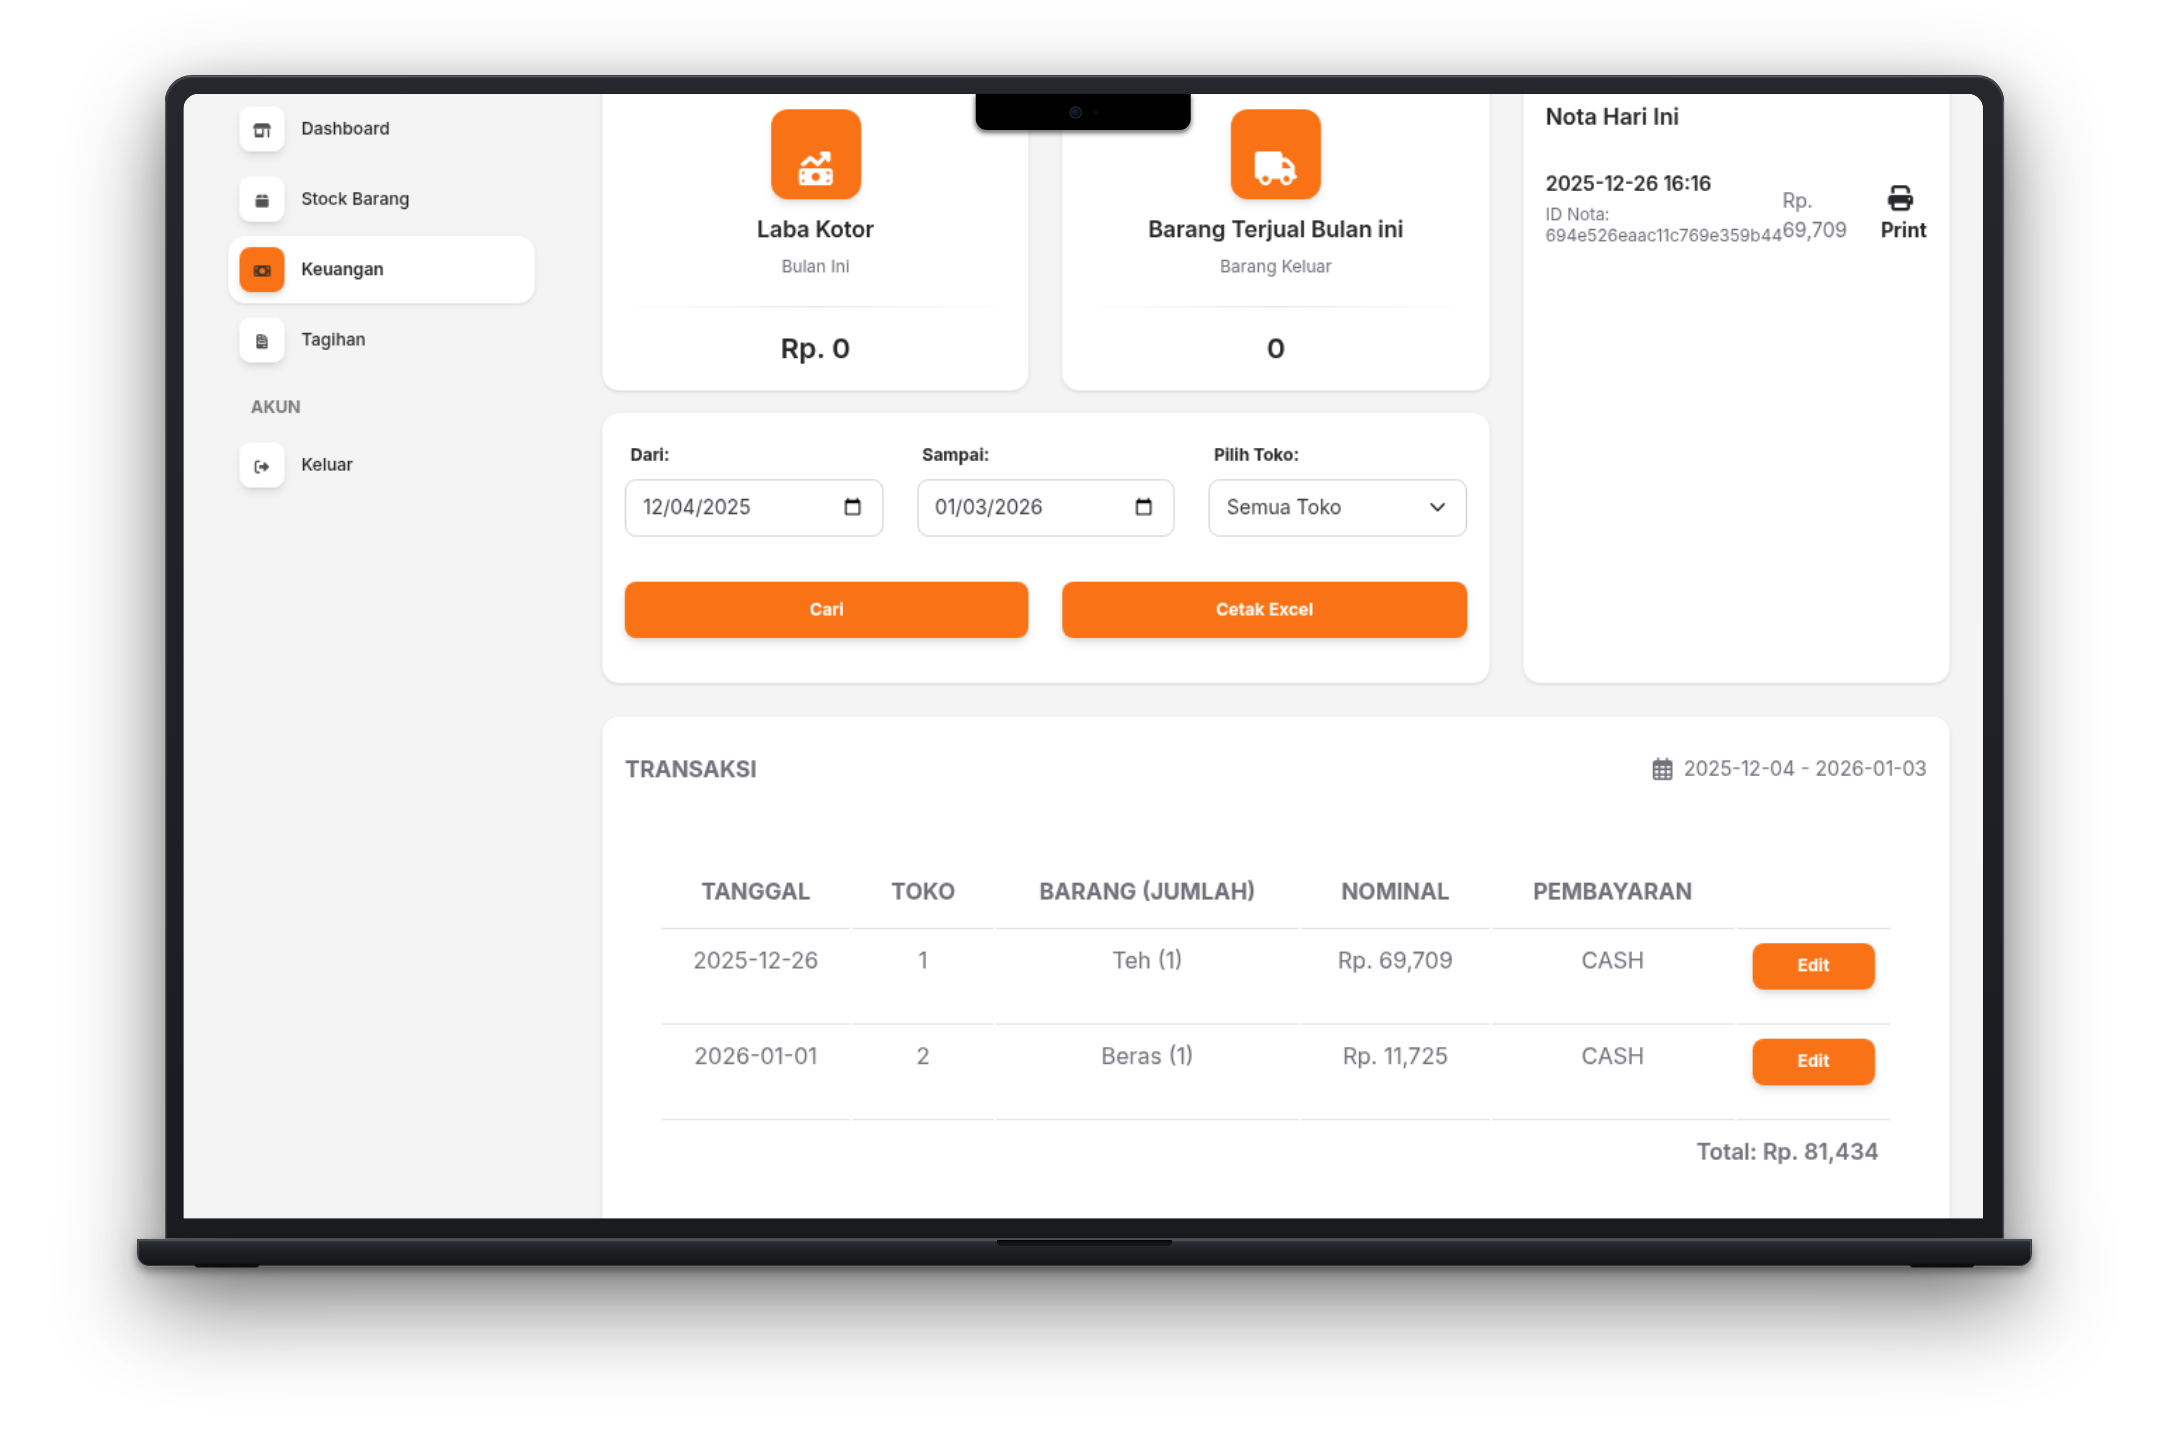 Dashboard
Stock Barang
Keuangan
Tagihan
AKUN
Keluar
Laba Kotor
Bulan Ini
Rp. 0
Barang Terjual Bulan ini
Barang Keluar
0
Nota Hari Ini
2025-12-26 16:16
ID Nota:
694e526eaac11c769e359b44
Rp.
69,709
Print
Dari:
12/04/2025
Sampai:
01/03/2026
Pilih Toko:
Semua Toko
Cari
Cetak Excel
TRANSAKSI
2025-12-04 - 2026-01-03
TANGGAL TOKO BARANG (JUMLAH) NOMINAL PEMBAYARAN
2025-12-26 1 Teh (1) Rp. 69,709 CASH Edit
2026-01-01 2 Beras (1) Rp. 11,725 CASH Edit
Total: Rp. 81,434